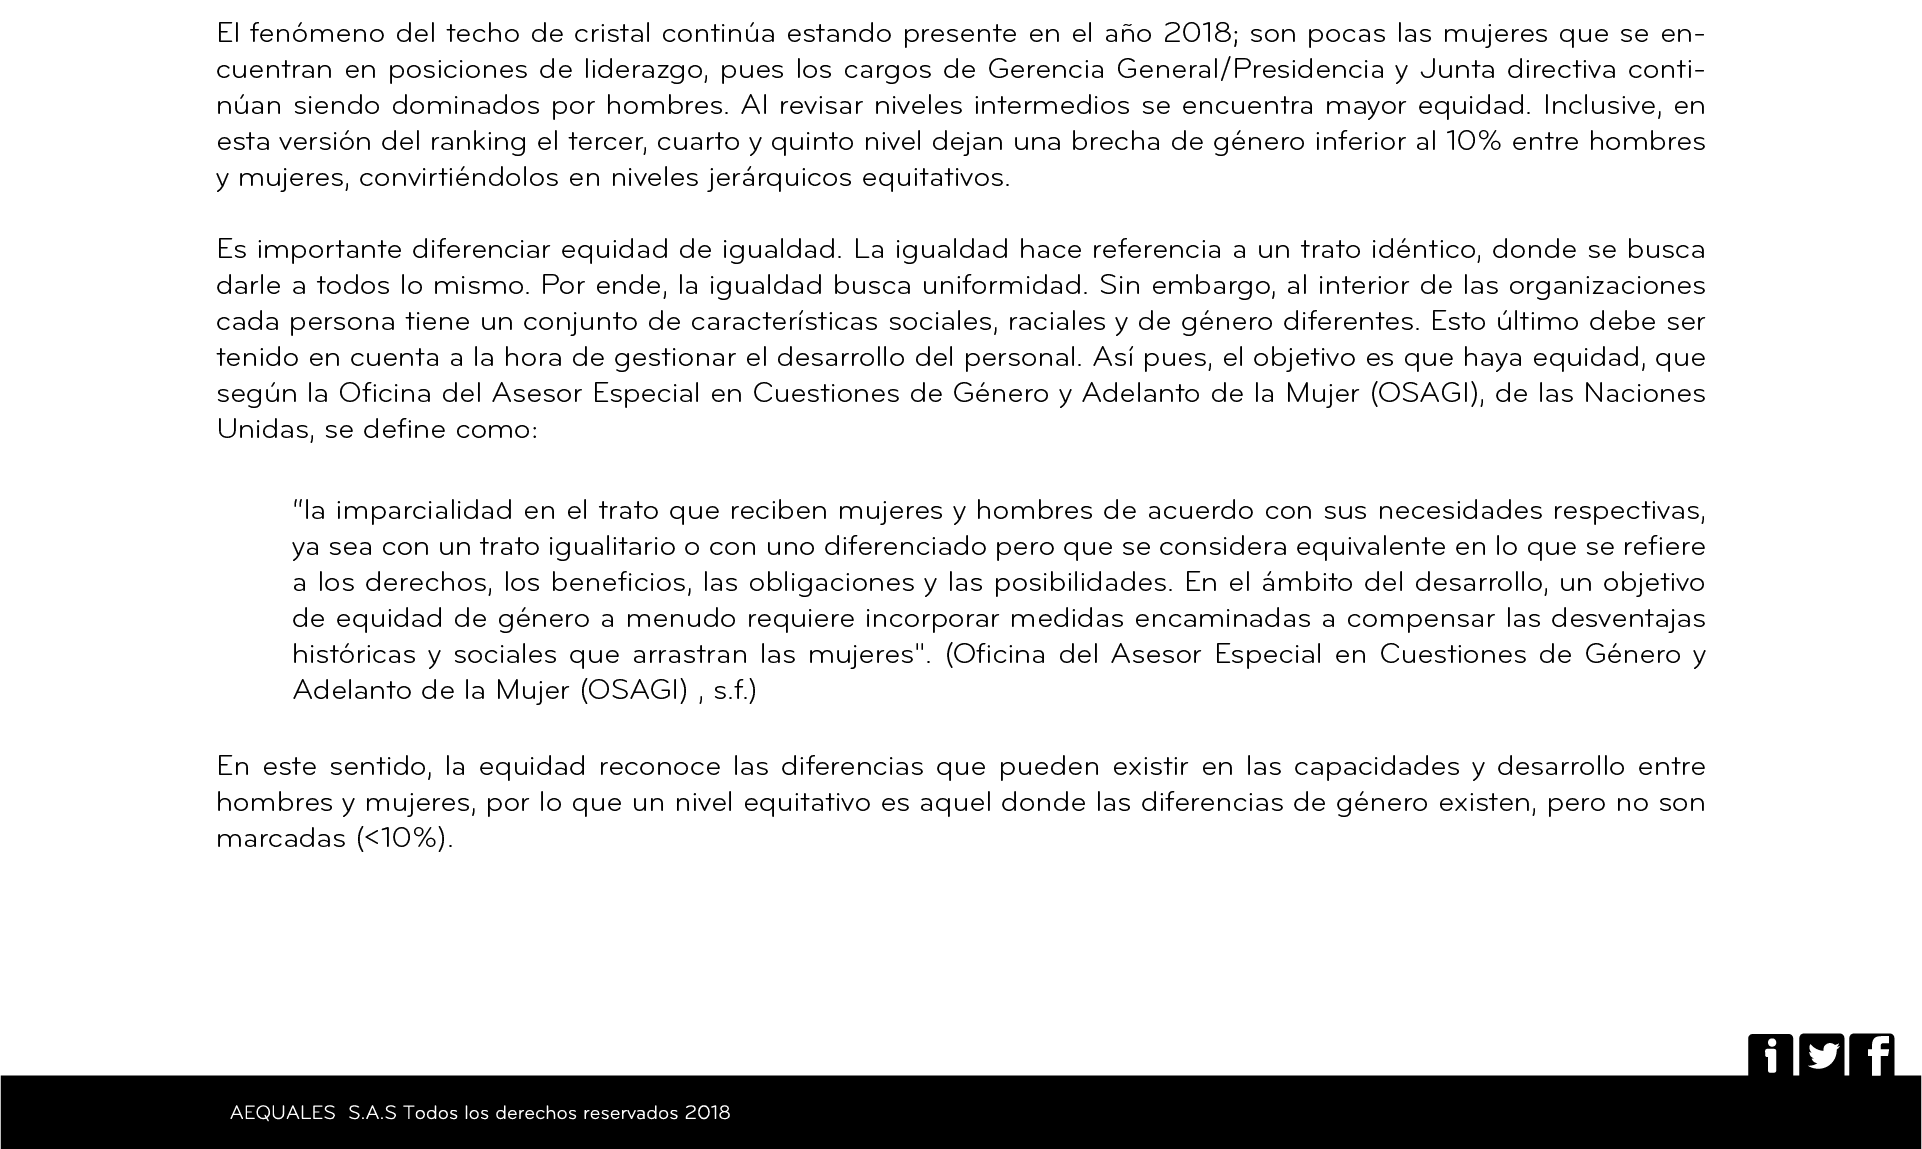 El fenómeno del techo de cristal continúa estando presente en el año 2018; son pocas las mujeres que se en-
cuentran en posiciones de liderazgo, pues los cargos de Gerencia General/Presidencia y Junta directiva conti-
núan siendo dominados por hombres. Al revisar niveles intermedios se encuentra mayor equidad. Inclusive, en
esta versión del ranking el tercer, cuarto y quinto nivel dejan una brecha de género inferior al 10% entre hombres
y mujeres, convirtiéndolos en niveles jerárquicos equitativos.
Es importante diferenciar equidad de igualdad. La igualdad hace referencia a un trato idéntico, donde se busca
darle a todos lo mismo. Por ende, la igualdad busca uniformidad. Sin embargo, al interior de las organizaciones
cada persona tiene un conjunto de características sociales, raciales y de género diferentes. Esto último debe ser
tenido en cuenta a la hora de gestionar el desarrollo del personal. Así pues, el objetivo es que haya equidad, que
según la Oficina del Asesor Especial en Cuestiones de Género y Adelanto de la Mujer (OSAGI), de las Naciones
Unidas, se define como:
“la imparcialidad en el trato que reciben mujeres y hombres de acuerdo con sus necesidades respectivas,
ya sea con un trato igualitario o con uno diferenciado pero que se considera equivalente en lo que se refiere
a los derechos, los beneficios, las obligaciones y las posibilidades. En el ámbito del desarrollo, un objetivo
de equidad de género a menudo requiere incorporar medidas encaminadas a compensar las desventajas
históricas y sociales que arrastran las mujeres". (Oficina del Asesor Especial en Cuestiones de Género y
Adelanto de la Mujer (OSAGI) , s.f.)
En este sentido, la equidad reconoce las diferencias que pueden existir en las capacidades y desarrollo entre
hombres y mujeres, por lo que un nivel equitativo es aquel donde las diferencias de género existen, pero no son
marcadas (<10%).
AEQUALES S.A.S Todos los derechos reservados 2018